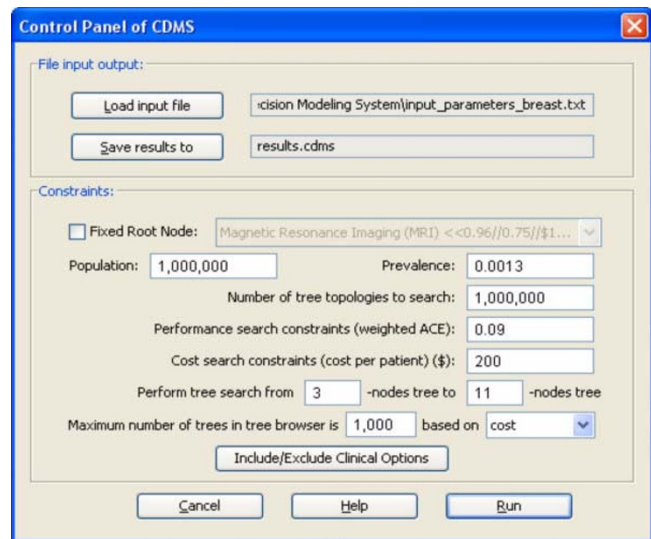 Control Panel of CDMS
File input output:
Load input file
cision Modeling System\input_parameters_breast.txt
Save results to
results.cdms
Constraints:
Fixed Root Node: Magnetic Resonance Imaging (MRI) <<0.96//0.75//$1...
Population: 1,000,000 Prevalence: 0.0013
Number of tree topologies to search: 1,000,000
Performance search constraints (weighted ACE): 0.09
Cost search constraints (cost per patient) ($): 200
Perform tree search from 3 -nodes tree to 11 -nodes tree
Maximum number of trees in tree browser is 1,000 based on cost
Include/Exclude Clinical Options
Cancel Help Run